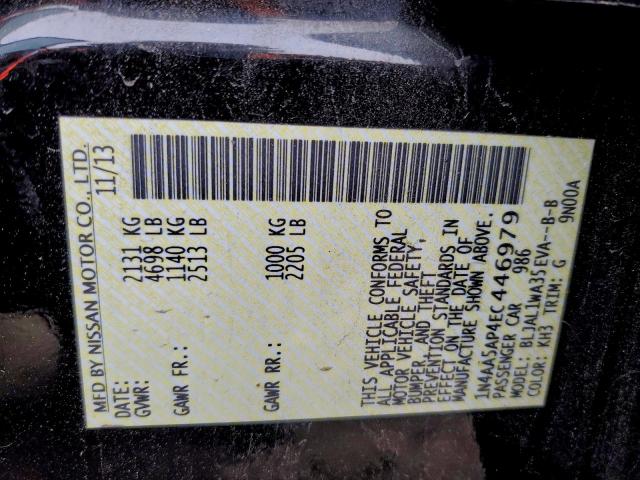 MFD BY NISSAN MOTOR CO., LTD.
DATE: 11/13
GVWR: 2131 KG
4698 LB
GAWR FR.: 1140 KG
2513 LB
GAWR RR.: 1000 KG
2205 LB
THIS VEHICLE CONFORMS TO
ALL APPLICABLE FEDERAL
MOTOR VEHICLE SAFETY,
BUMPER, AND THEFT
PREVENTION STANDARDS IN
EFFECT ON THE DATE OF
MANUFACTURE SHOWN ABOVE.
1N4AA5AP4EC446979
PASSENGER CAR 986
MODEL: BLJALIWA35EVA--B-B
COLOR: KH3 TRIM: G 9N00A